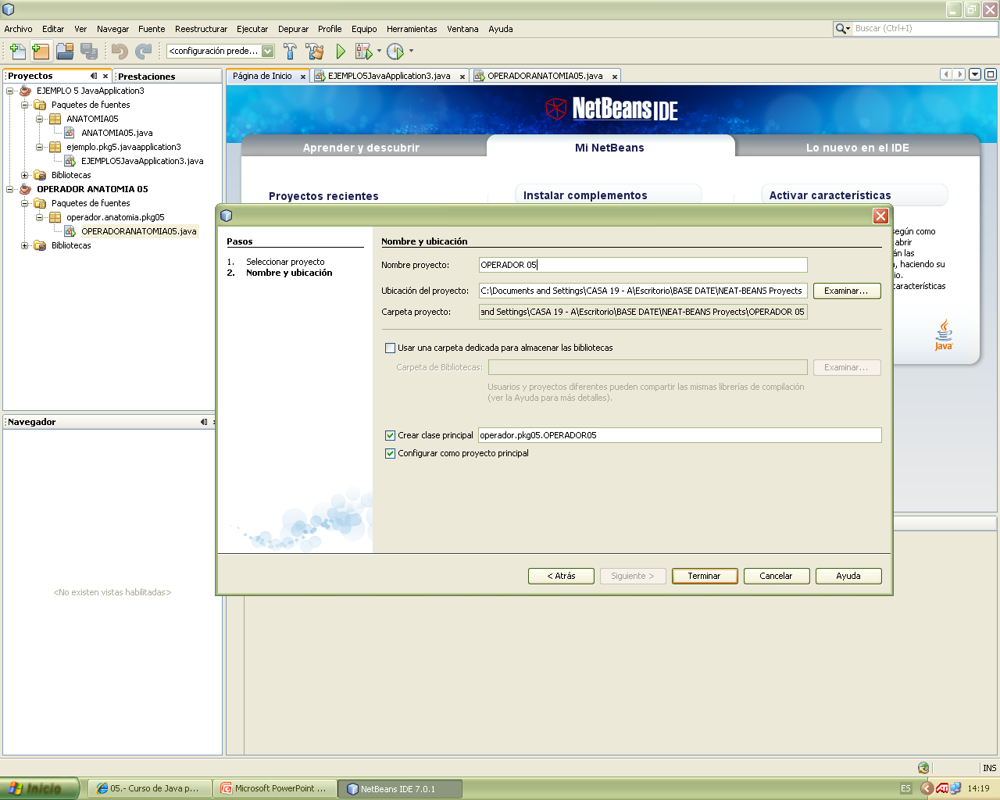 Archivo Editar Ver Navegar Fuente Reestructurar Ejecutar Depurar Profile Equipo Herramientas Ventana Ayuda
Buscar (Ctrl+I)
<configuración prede...
Proyectos
Prestaciones
Página de Inicio
EJEMPLO5JavaApplication3.java
OPERADORANATOMIA05.java
EJEMPLO 5 JavaApplication3
Paquetes de fuentes
ANATOMIA05
ANATOMIA05.java
ejemplo.pkg5.javaapplication3
EJEMPLO5JavaApplication3.java
Bibliotecas
OPERADOR ANATOMIA 05
Paquetes de fuentes
operador.anatomia.pkg05
OPERADORANATOMIA05.java
Bibliotecas
NetBeans IDE
Aprender y descubrir
Mi NetBeans
Lo nuevo en el IDE
Proyectos recientes
Instalar complementos
Activar característicias
según como
abrir
án las
, haciendo su
io.
características
Java
Pasos
1. Seleccionar proyecto
2. Nombre y ubicación
Nombre y ubicación
Nombre proyecto: OPERADOR 05
Ubicación del proyecto: C:\Documents and Settings\CASA 19 - A\Escritorio\BASE DATE\NEAT-BEANS Proyects
Examinar...
Carpeta proyecto: and Settings\CASA 19 - A\Escritorio\BASE DATE\NEAT-BEANS Proyects\OPERADOR 05
Usar una carpeta dedicada para almacenar las bibliotecas
Carpeta de Bibliotecas:
Examinar...
Usuarios y proyectos diferentes pueden compartir las mismas librerías de compilación
(ver la Ayuda para más detalles).
Crear clase principal operador.pkg05.OPERADOR05
Configurar como proyecto principal
< Atrás
Siguiente >
Terminar
Cancelar
Ayuda
Navegador
<No existen vistas habilitadas>
INS
Inicio
05.- Curso de Java p...
Microsoft PowerPoint ...
NetBeans IDE 7.0.1
ES
14:19